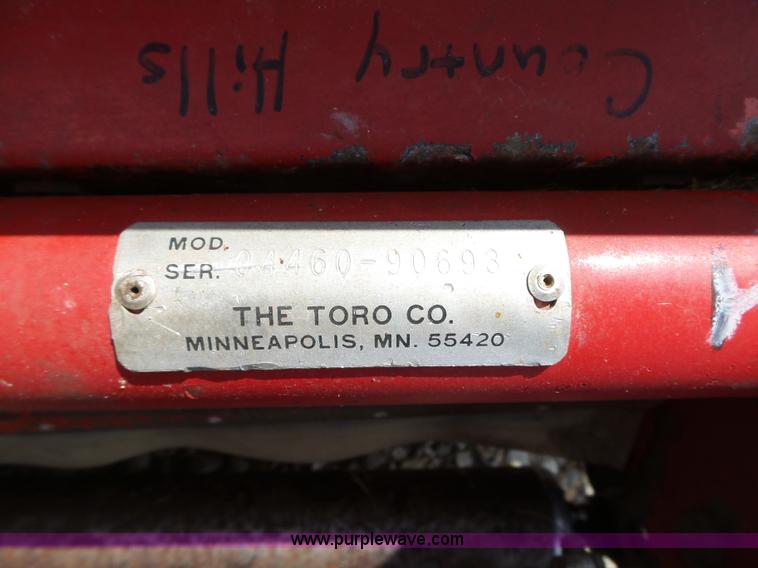 Country Hills
MOD.
SER. 04460-90693
THE TORO CO.
MINNEAPOLIS, MN. 55420
www.purplewave.com